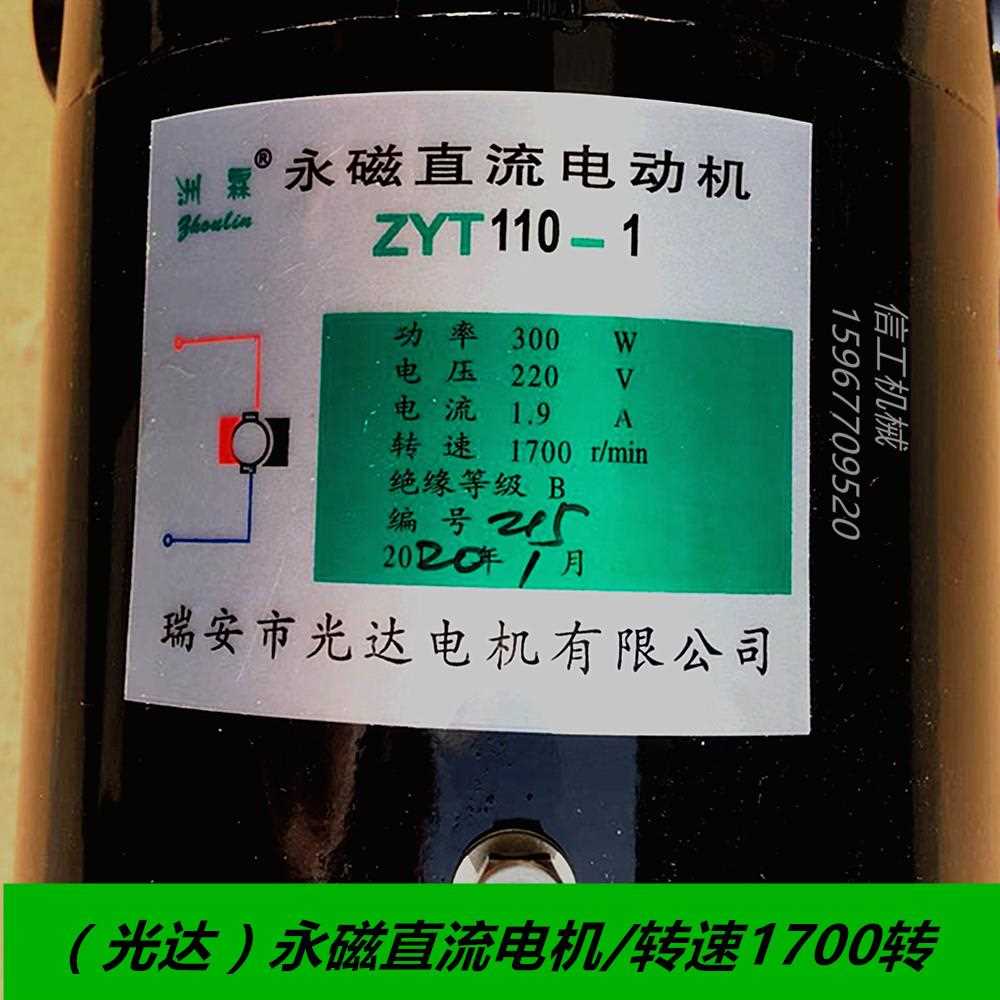 ® 永磁直流电动机
Zhoulin
ZYT110-1
功率 300 W
电压 220 V
电流 1.9 A
转速 1700 r/min
绝缘等级 B
编号 215
2020年1月
瑞安市光达电机有限公司
信工机械
15967709520
（光达）永磁直流电机/转速1700转